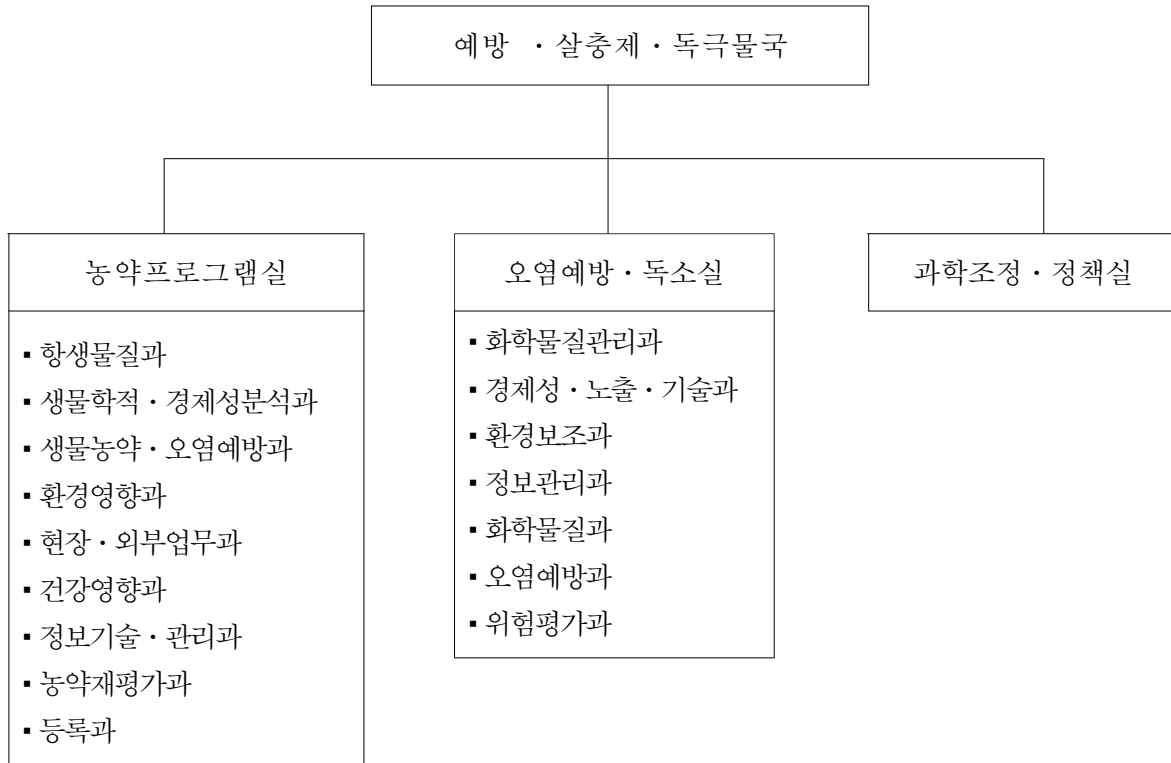 예방 ・살충제・독극물국
농약프로그램실
▪ 항생물질과
▪ 생물학적・경제성분석과
▪ 생물농약・오염예방과
▪ 환경영향과
▪ 현장・외부업무과
▪ 건강영향과
▪ 정보기술・관리과
▪ 농약재평가과
▪ 등록과
오염예방・독소실
▪ 화학물질관리과
▪ 경제성・노출・기술과
▪ 환경보조과
▪ 정보관리과
▪ 화학물질과
▪ 오염예방과
▪ 위험평가과
과학조정・정책실